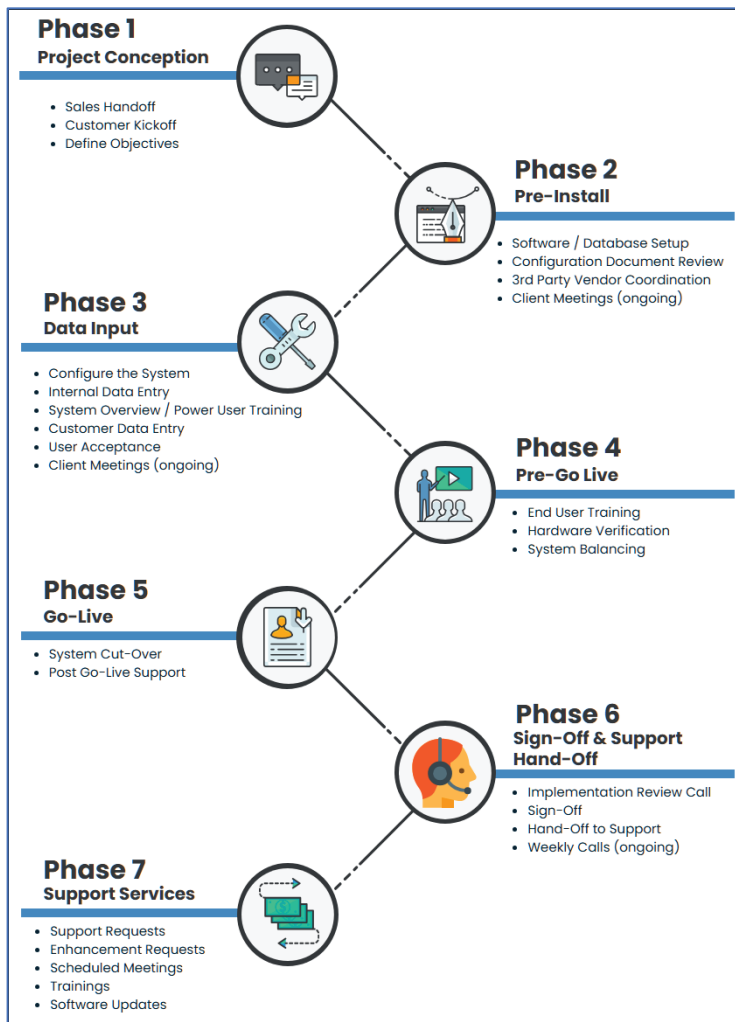 Phase 1
Project Conception
• Sales Handoff
• Customer Kickoff
• Define Objectives
Phase 2
Pre-Install
• Software / Database Setup
• Configuration Document Review
• 3rd Party Vendor Coordination
• Client Meetings (ongoing)
Phase 3
Data Input
• Configure the System
• Internal Data Entry
• System Overview / Power User Training
• Customer Data Entry
• User Acceptance
• Client Meetings (ongoing)
Phase 4
Pre-Go Live
• End User Training
• Hardware Verification
• System Balancing
Phase 5
Go-Live
• System Cut-Over
• Post Go-Live Support
Phase 6
Sign-Off & Support
Hand-Off
• Implementation Review Call
• Sign-Off
• Hand-Off to Support
• Weekly Calls (ongoing)
Phase 7
Support Services
• Support Requests
• Enhancement Requests
• Scheduled Meetings
• Trainings
• Software Updates